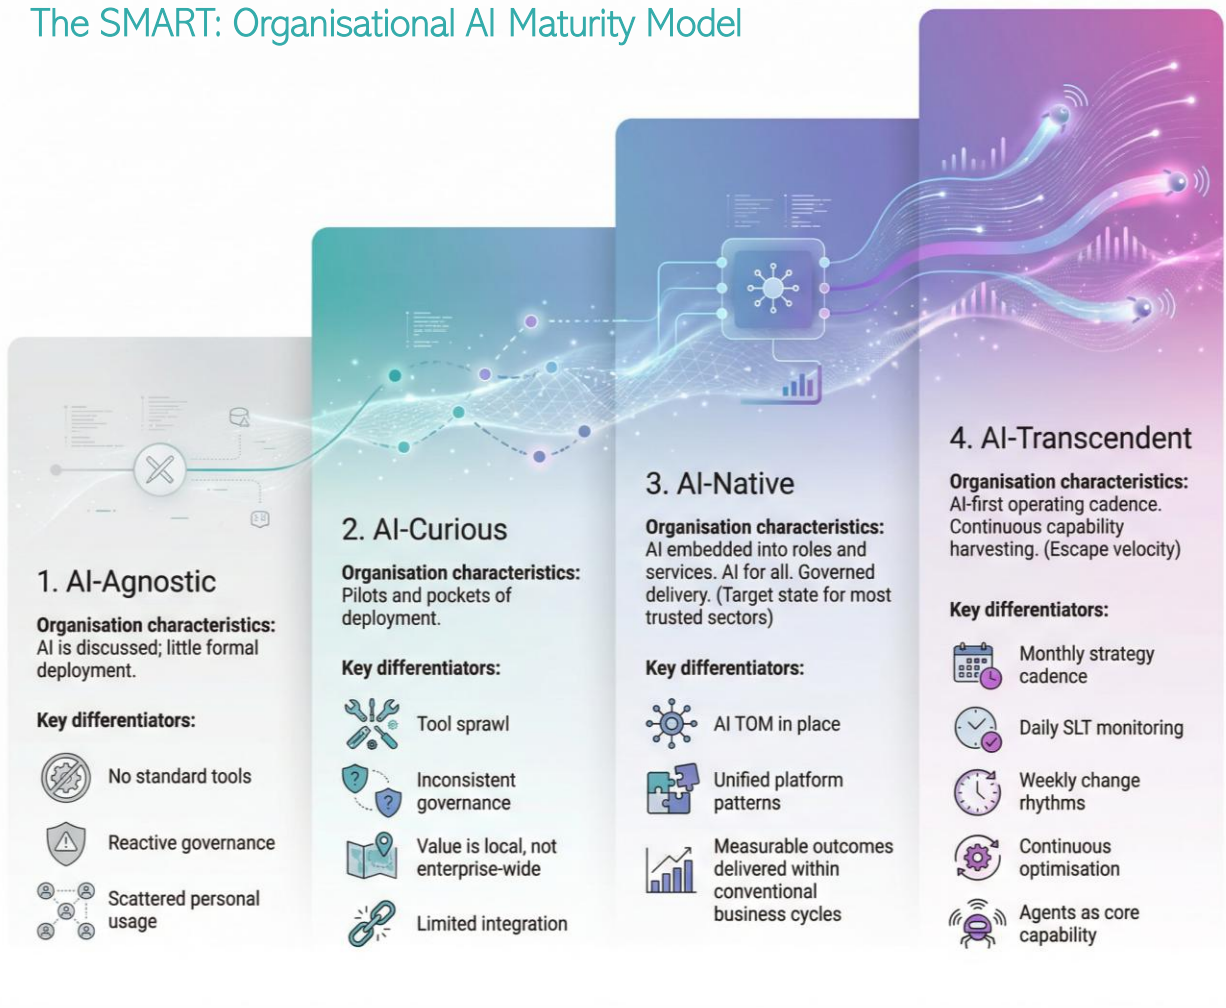 The SMART: Organisational AI Maturity Model
1. AI-Agnostic
Organisation characteristics:
AI is discussed; little formal
deployment.
Key differentiators:
No standard tools
Reactive governance
Scattered personal
usage
2. AI-Curious
Organisation characteristics:
Pilots and pockets of
deployment.
Key differentiators:
Tool sprawl
? ?
Inconsistent
governance
Value is local, not
enterprise-wide
Limited integration
3. AI-Native
Organisation characteristics:
AI embedded into roles and
services. AI for all. Governed
delivery. (Target state for most
trusted sectors)
Key differentiators:
AI TOM in place
Unified platform
patterns
Measurable outcomes
delivered within
conventional
business cycles
4. AI-Transcendent
Organisation characteristics:
AI-first operating cadence.
Continuous capability
harvesting. (Escape velocity)
Key differentiators:
Monthly strategy
cadence
Daily SLT monitoring
Weekly change
rhythms
Continuous
optimisation
Agents as core
capability